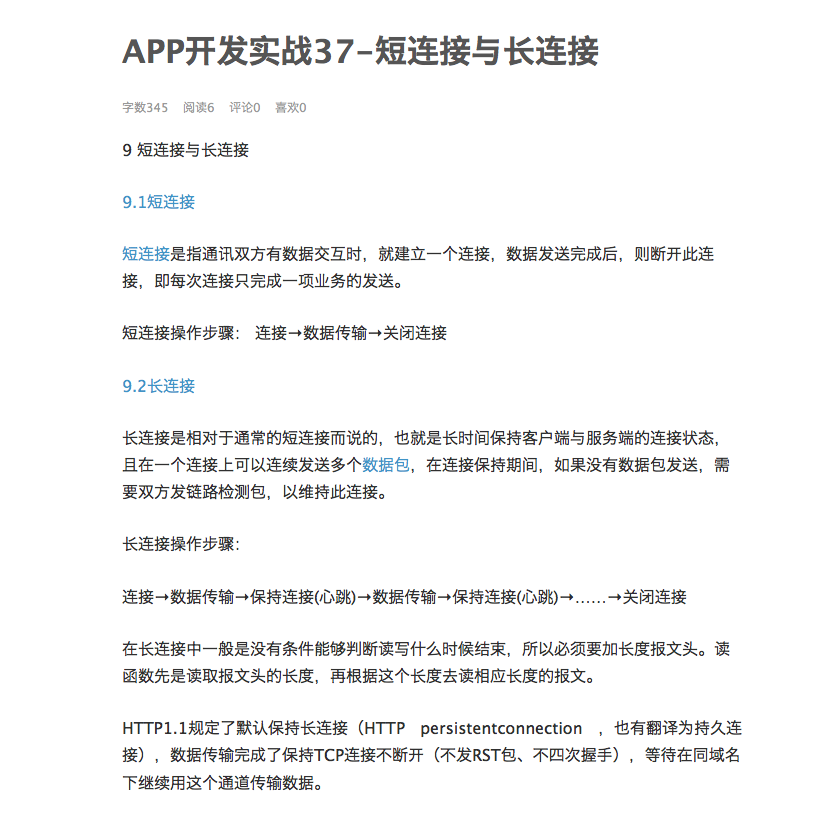 APP开发实战37-短连接与长连接
字数345 阅读6 评论0 喜欢0
9 短连接与长连接
9.1短连接
短连接是指通讯双方有数据交互时，就建立一个连接，数据发送完成后，则断开此连
接，即每次连接只完成一项业务的发送。
短连接操作步骤： 连接→数据传输→关闭连接
9.2长连接
长连接是相对于通常的短连接而说的，也就是长时间保持客户端与服务端的连接状态，
且在一个连接上可以连续发送多个数据包，在连接保持期间，如果没有数据包发送，需
要双方发链路检测包，以维持此连接。
长连接操作步骤：
连接→数据传输→保持连接(心跳)→数据传输→保持连接(心跳)→……→关闭连接
在长连接中一般是没有条件能够判断读写什么时候结束，所以必须要加长度报文头。读
函数先是读取报文头的长度，再根据这个长度去读相应长度的报文。
HTTP1.1规定了默认保持长连接（HTTP persistentconnection ，也有翻译为持久连
接），数据传输完成了保持TCP连接不断开（不发RST包、不四次握手），等待在同域名
下继续用这个通道传输数据。